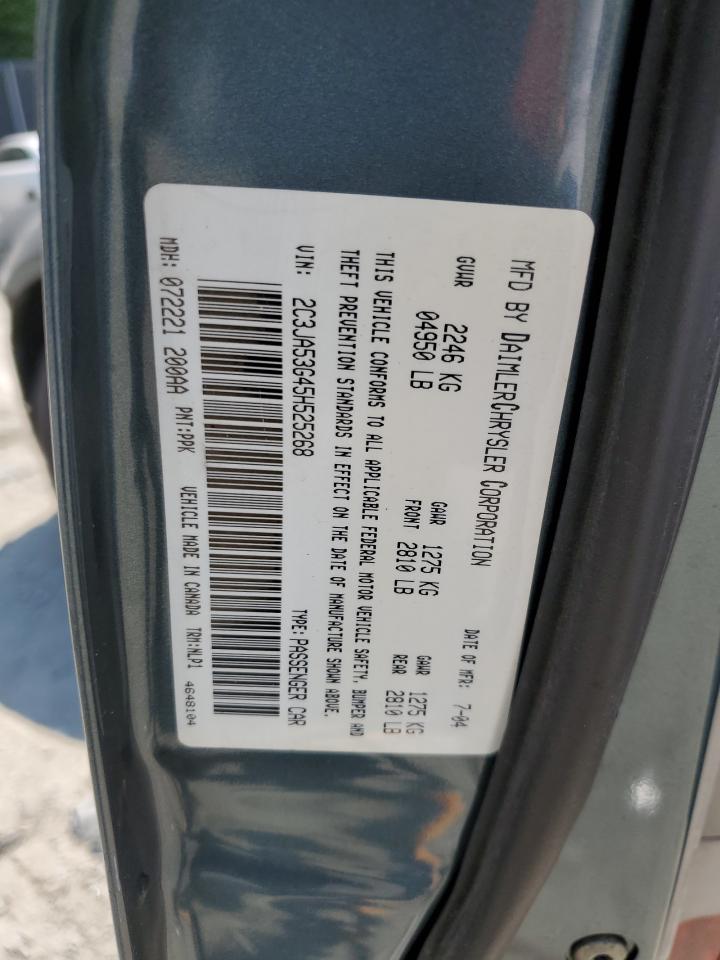 MFD BY DAIMLERCHRYSLER CORPORATION
DATE OF MFR: 7-04
GVWR 2246 KG
04950 LB
GAWR FRONT 1275 KG
2810 LB
GAWR REAR 1275 KG
2810 LB
THIS VEHICLE CONFORMS TO ALL APPLICABLE FEDERAL MOTOR VEHICLE SAFETY, BUMPER AND
THEFT PREVENTION STANDARDS IN EFFECT ON THE DATE OF MANUFACTURE SHOWN ABOVE.
VIN: 2C3JA53G45H525268 TYPE: PASSENGER CAR
MDH: 072221 200AA PNT:PPK VEHICLE MADE IN CANADA TRM:NLP1
4648104